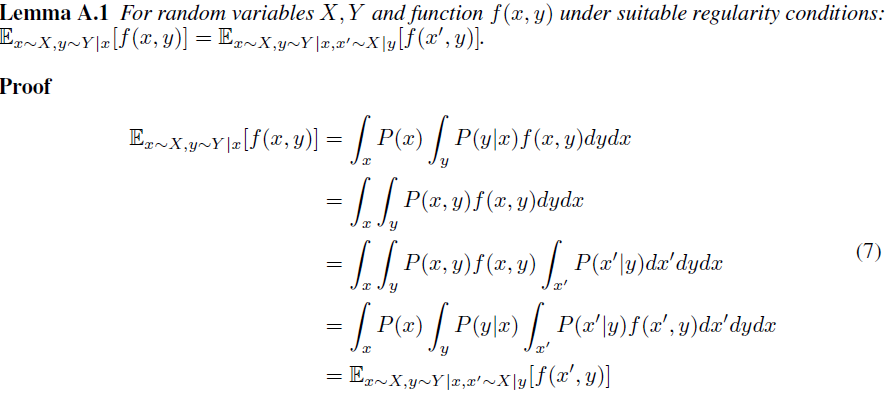 Lemma A.1 For random variables X, Y and function f(x, y) under suitable regularity conditions:
𝔼_{x∼X,y∼Y|x}[f(x, y)] = 𝔼_{x∼X,y∼Y|x,x′∼X|y}[f(x′, y)].
Proof
𝔼_{x∼X,y∼Y|x}[f(x, y)] = ∫_x P(x) ∫_y P(y|x)f(x, y)dydx
= ∫_x ∫_y P(x, y)f(x, y)dydx
= ∫_x ∫_y P(x, y)f(x, y) ∫_{x′} P(x′|y)dx′dydx (7)
= ∫_x P(x) ∫_y P(y|x) ∫_{x′} P(x′|y)f(x′, y)dx′dydx
= 𝔼_{x∼X,y∼Y|x,x′∼X|y}[f(x′, y)]